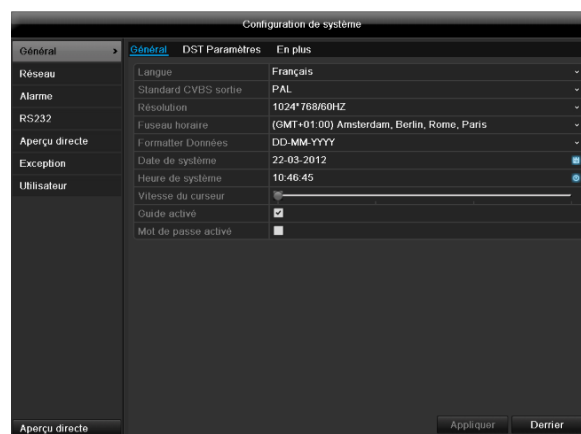 Configuration de système
Général
Réseau
Alarme
RS232
Aperçu directe
Exception
Utilisateur
Aperçu directe
Général DST Paramètres En plus
Langue Français
Standard CVBS sortie PAL
Résolution 1024*768/60HZ
Fuseau horaire (GMT+01:00) Amsterdam, Berlin, Rome, Paris
Formatter Données DD-MM-YYYY
Date de système 22-03-2012
Heure de système 10:46:45
Vitesse du curseur
Guide activé
Mot de passe activé
Appliquer Derrier